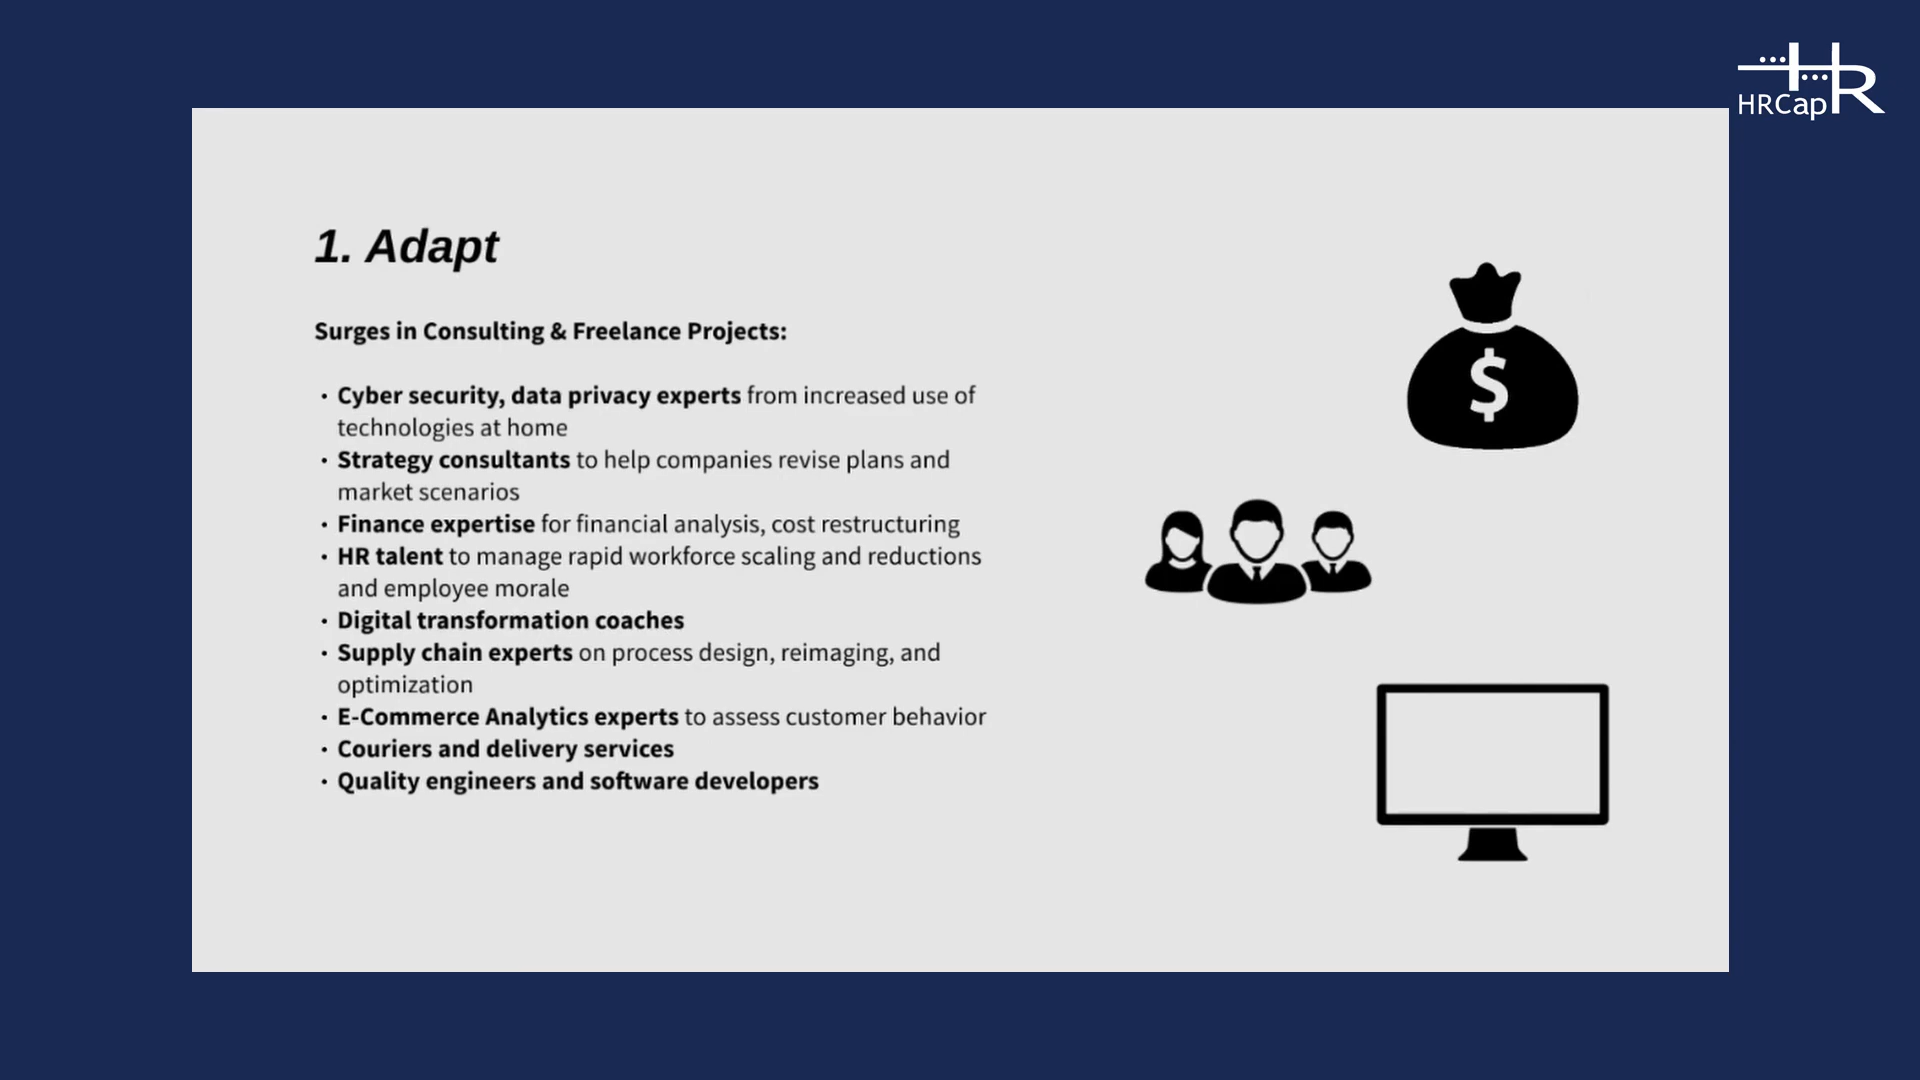 HRCap
HR
1. Adapt
Surges in Consulting & Freelance Projects:
• Cyber security, data privacy experts from increased use of
technologies at home
• Strategy consultants to help companies revise plans and
market scenarios
• Finance expertise for financial analysis, cost restructuring
• HR talent to manage rapid workforce scaling and reductions
and employee morale
• Digital transformation coaches
• Supply chain experts on process design, reimaging, and
optimization
• E-Commerce Analytics experts to assess customer behavior
• Couriers and delivery services
• Quality engineers and software developers
$